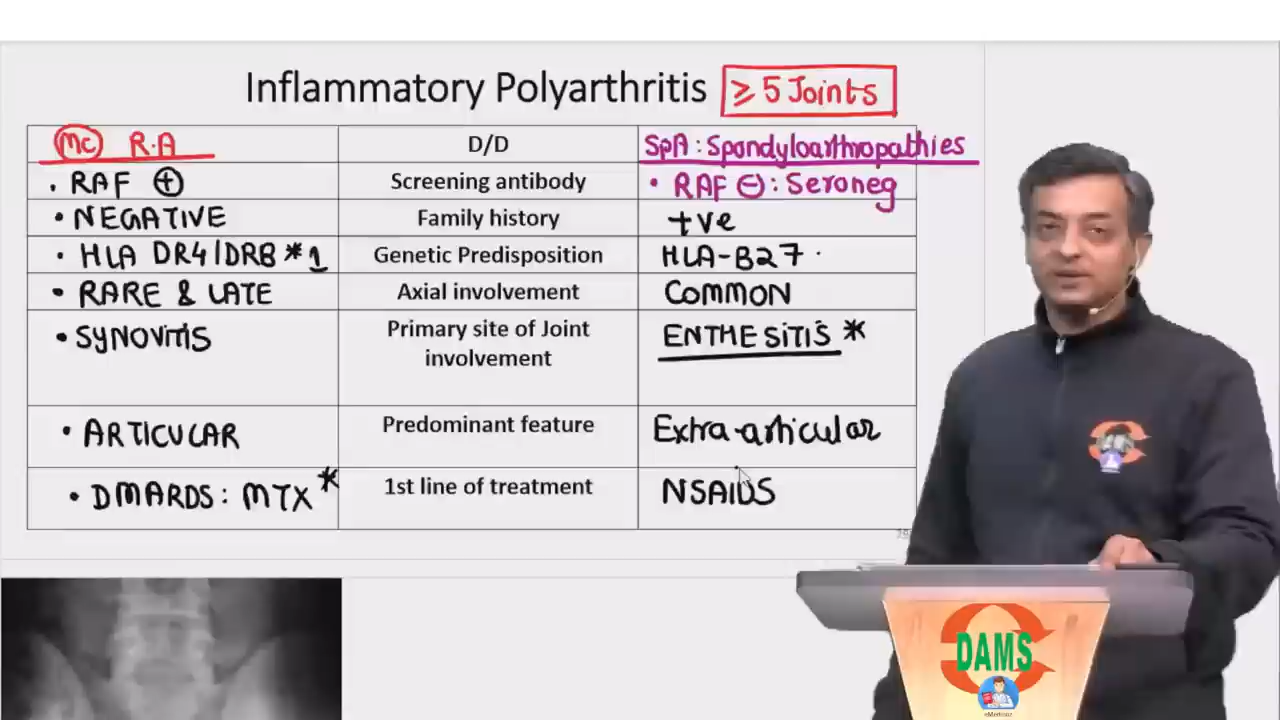 Inflammatory Polyarthritis ≥ 5 Joints
MC R.A D/D SpA : Spondyloarthropathies
• RAF ⊕ Screening antibody • RAF ⊖ : Seroneg
• NEGATIVE Family history +ve
• HLA DR4/DRB *1 Genetic Predisposition HLA-B27
• RARE & LATE Axial involvement COMMON
• SYNOVITIS Primary site of Joint involvement ENTHESITIS *
• ARTICULAR Predominant feature Extra-articular
• DMARDS : MTX * 1st line of treatment NSAIDS
DAMS